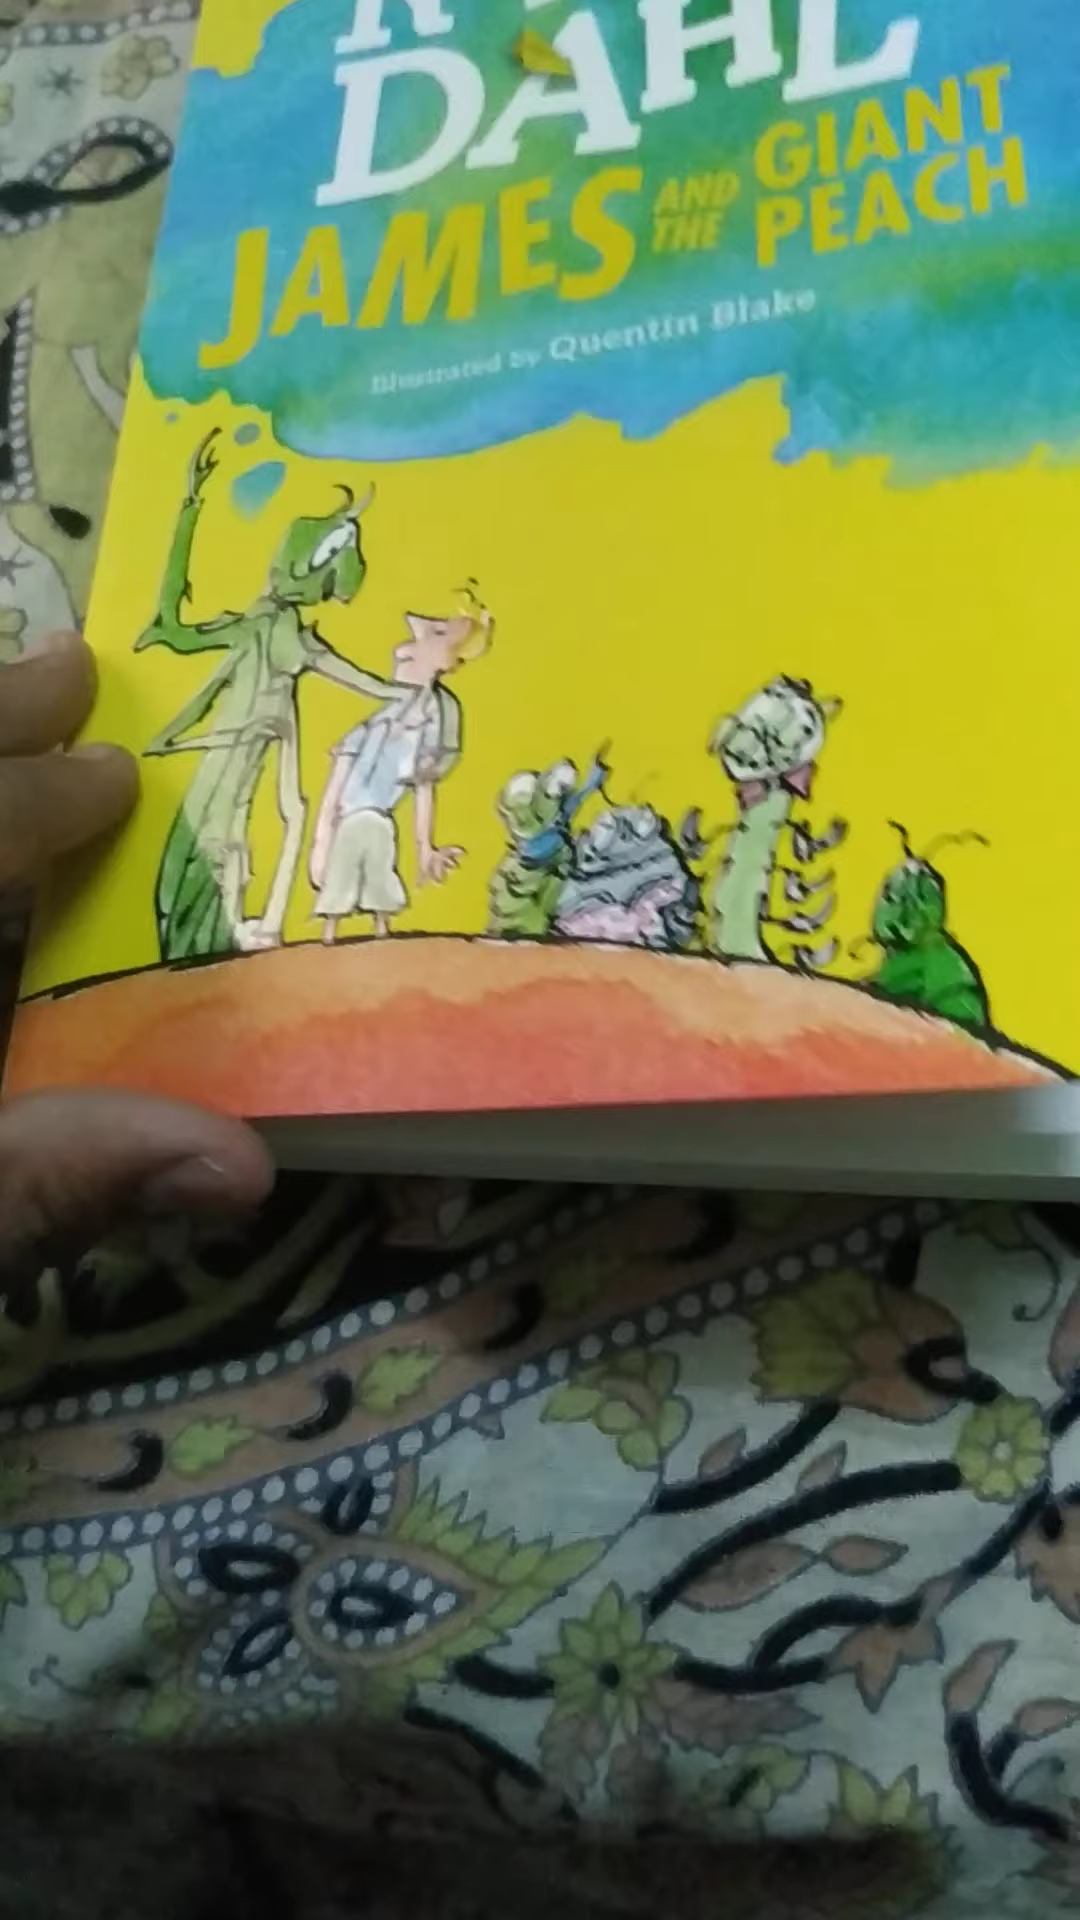 DAHL
JAMES AND THE GIANT PEACH
Illustrated by Quentin Blake